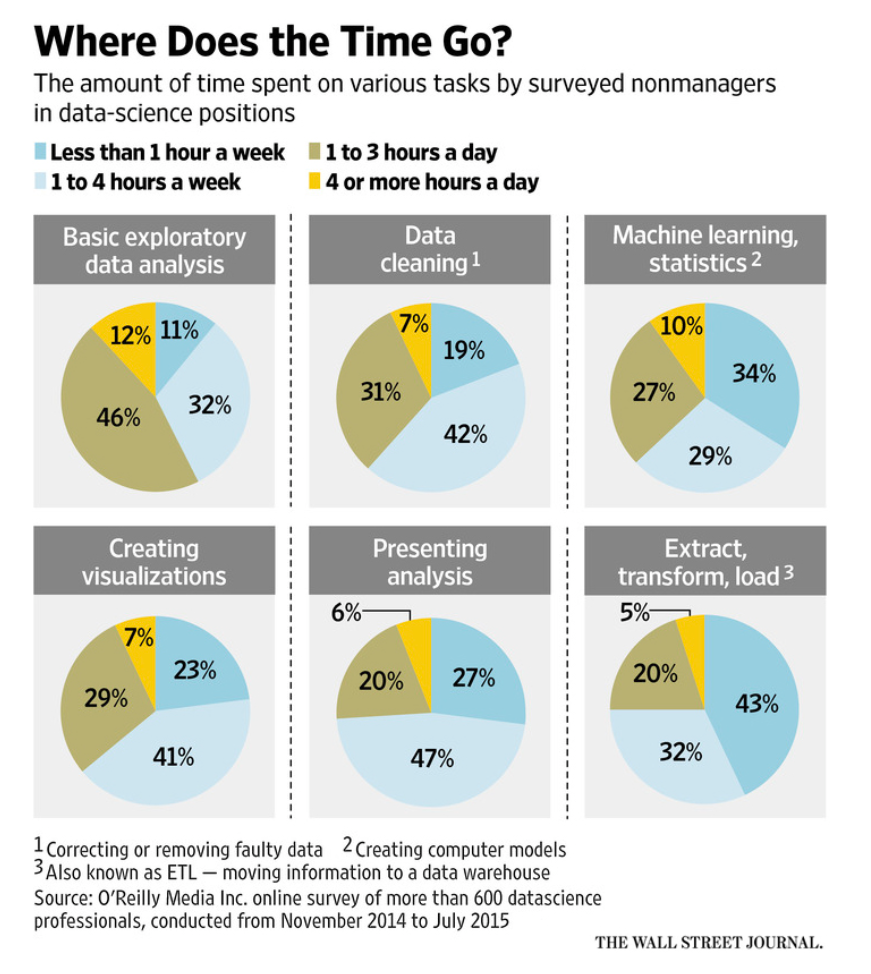 Where Does the Time Go?
The amount of time spent on various tasks by surveyed nonmanagers
in data-science positions
Less than 1 hour a week
1 to 3 hours a day
1 to 4 hours a week
4 or more hours a day
Basic exploratory
data analysis
12%
11%
46%
32%
Data
cleaning 1
7%
19%
31%
42%
Machine learning,
statistics 2
10%
34%
27%
29%
Creating
visualizations
7%
23%
29%
41%
Presenting
analysis
6%
20%
27%
47%
Extract,
transform, load 3
5%
20%
43%
32%
1 Correcting or removing faulty data 2 Creating computer models
3 Also known as ETL — moving information to a data warehouse
Source: O’Reilly Media Inc. online survey of more than 600 datascience
professionals, conducted from November 2014 to July 2015
THE WALL STREET JOURNAL.